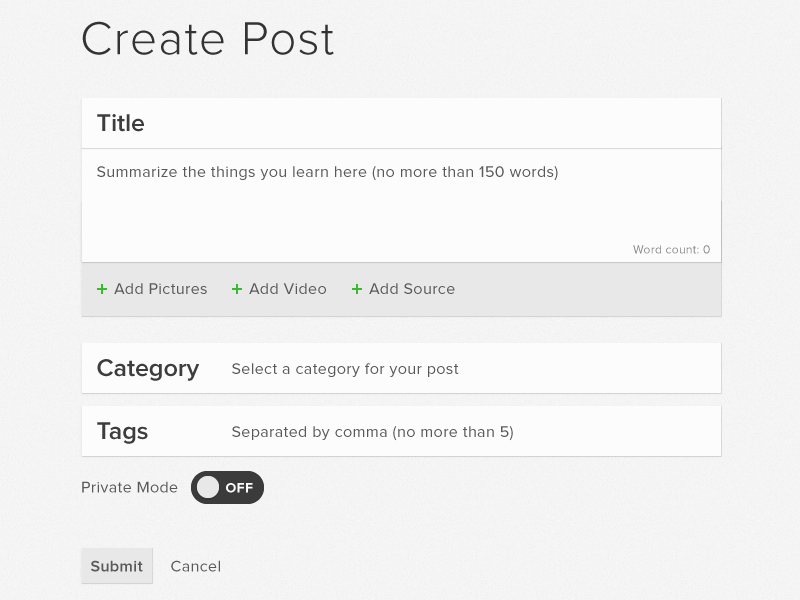 Create Post
Title
Summarize the things you learn here (no more than 150 words)
Word count: 0
+ Add Pictures + Add Video + Add Source
Category Select a category for your post
Tags Separated by comma (no more than 5)
Private Mode OFF
Submit Cancel